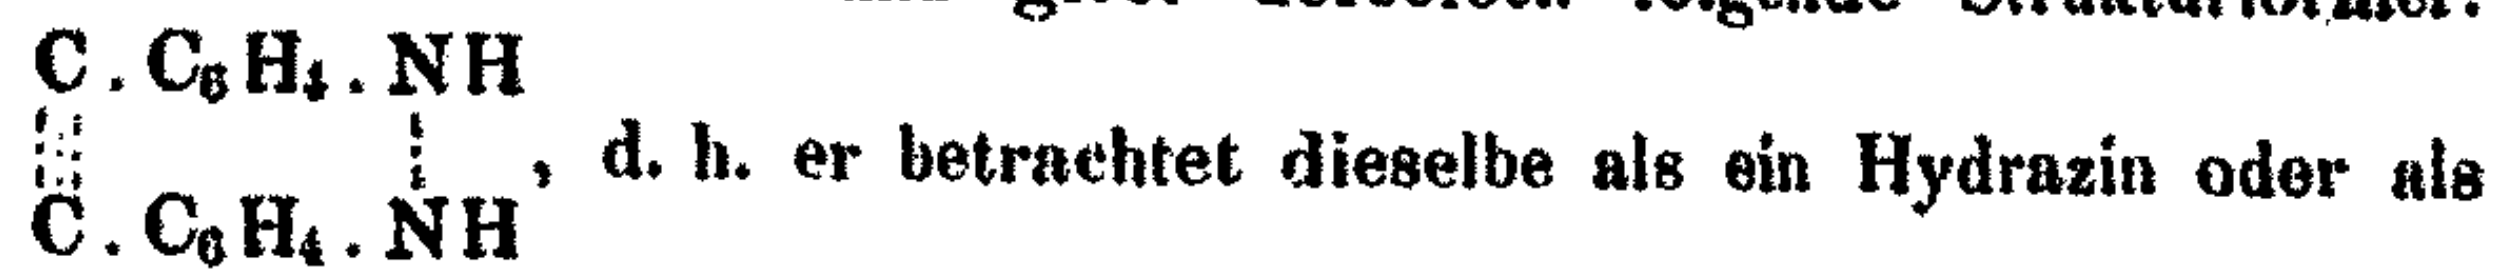 C.C₆H₄.NH
, d. h. er betrachtet dieselbe als ein Hydrazin oder als
C.C₆H₄.NH